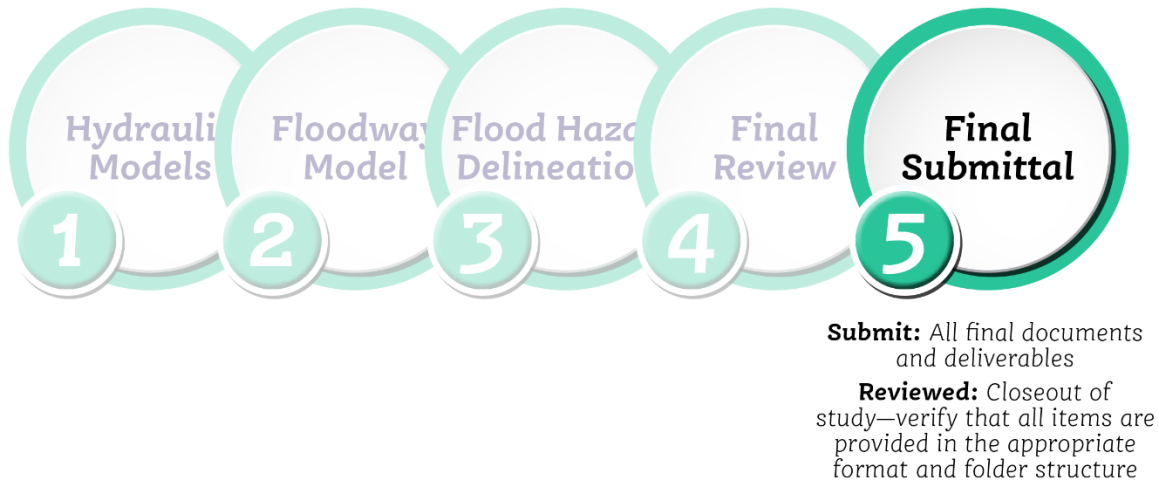 Hydrauli
Models
1
Floodway
Model
2
Flood Haza
Delineatio
3
Final
Review
4
Final
Submittal
5
Submit: All final documents
and deliverables
Reviewed: Closeout of
study—verify that all items are
provided in the appropriate
format and folder structure